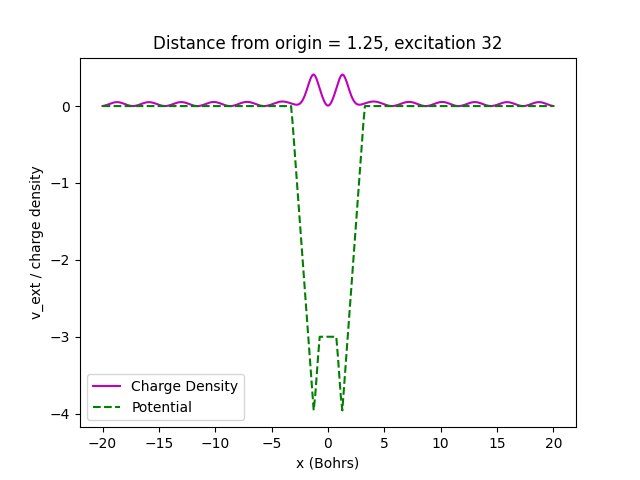 Distance from origin = 1.25, excitation 32
v_ext / charge density
0
−1
−2
−3
−4
Charge Density
Potential
−20
−15
−10
−5
0
5
10
15
20
x (Bohrs)